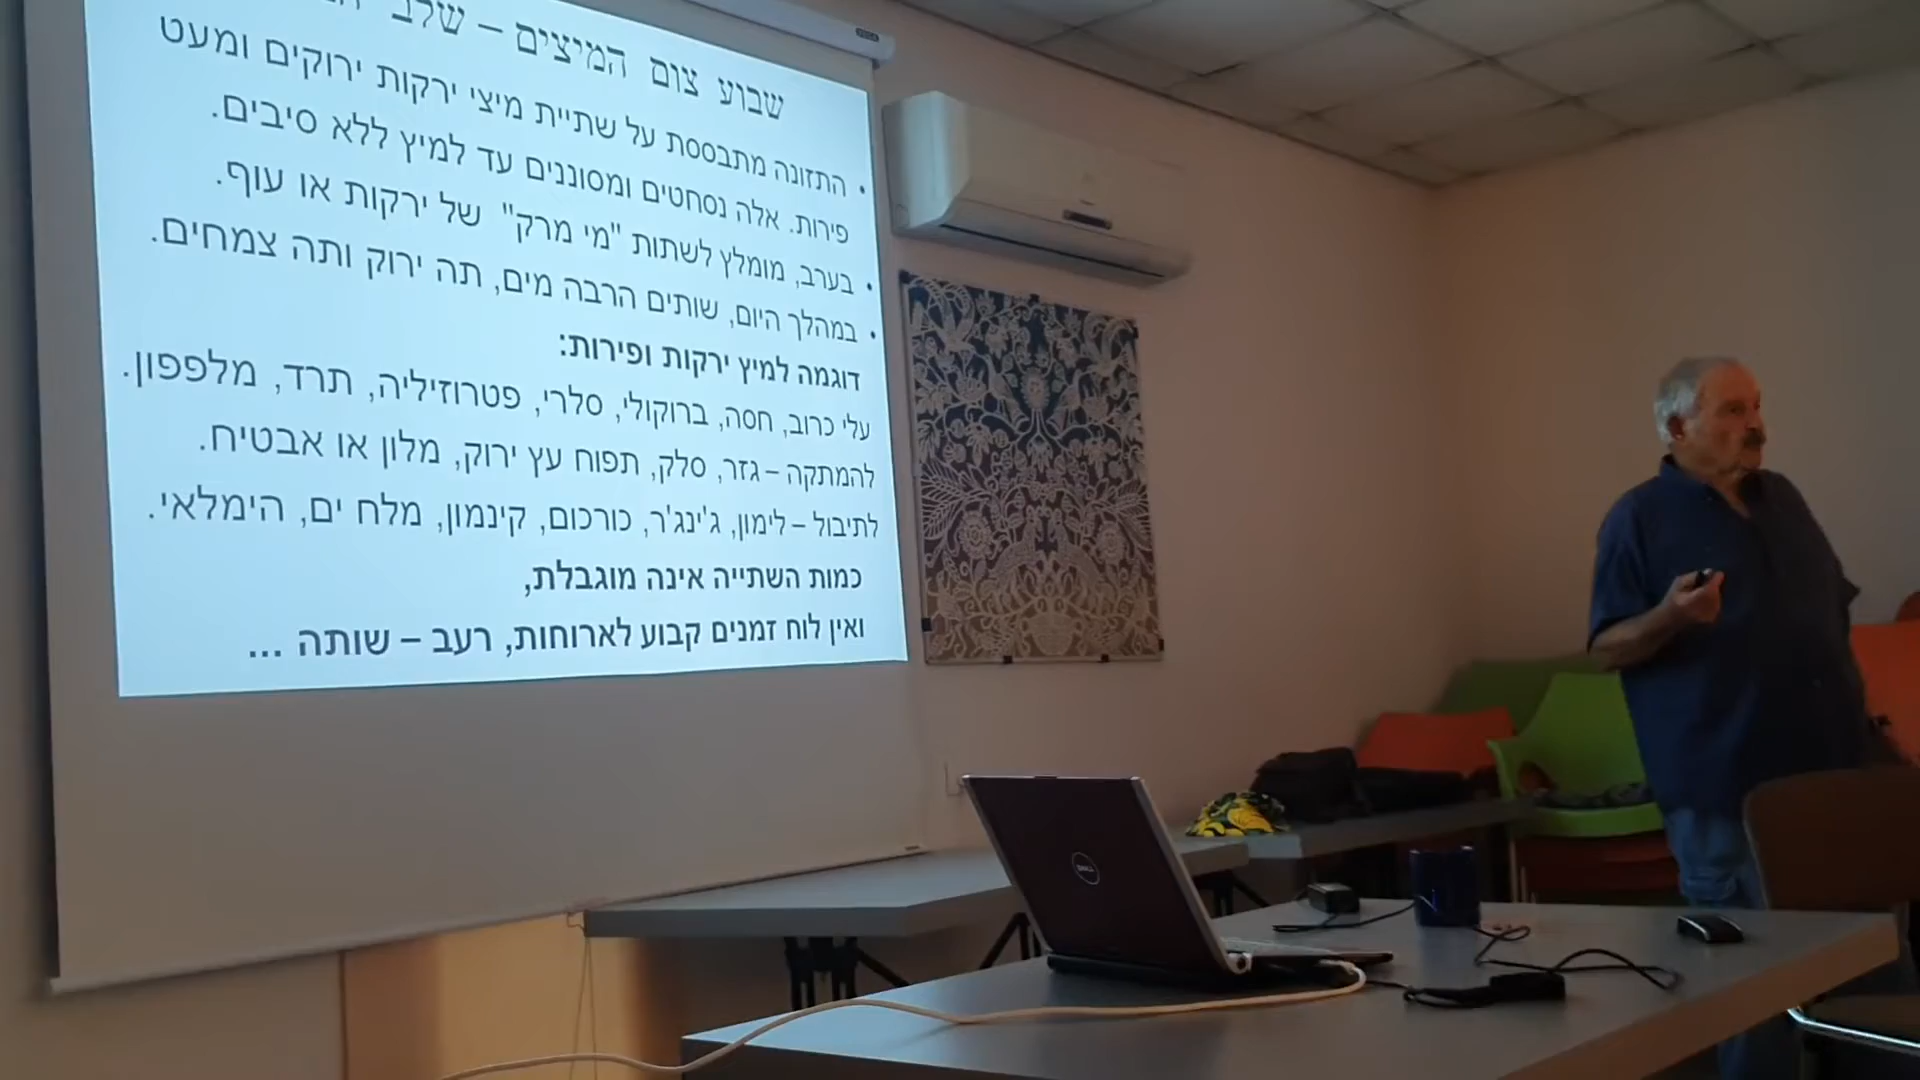 שבוע צום המיצים – שלב
• התזונה מתבססת על שתיית מיצי ירקות ירוקים ומעט
פירות. אלה נסחטים ומסוננים עד למיץ ללא סיבים.
• בערב, מומלץ לשתות "מי מרק" של ירקות או עוף.
• במהלך היום, שותים הרבה מים, תה ירוק ותה צמחים.
דוגמה למיץ ירקות ופירות:
עלי כרוב, חסה, ברוקולי, סלרי, פטרוזיליה, תרד, מלפפון.
להמתקה – גזר, סלק, תפוח עץ ירוק, מלון או אבטיח.
לתיבול – לימון, ג'ינג'ר, כורכום, קינמון, מלח ים, הימלאי.
כמות השתייה אינה מוגבלת,
ואין לוח זמנים קבוע לארוחות, רעב – שותה ...
DELL